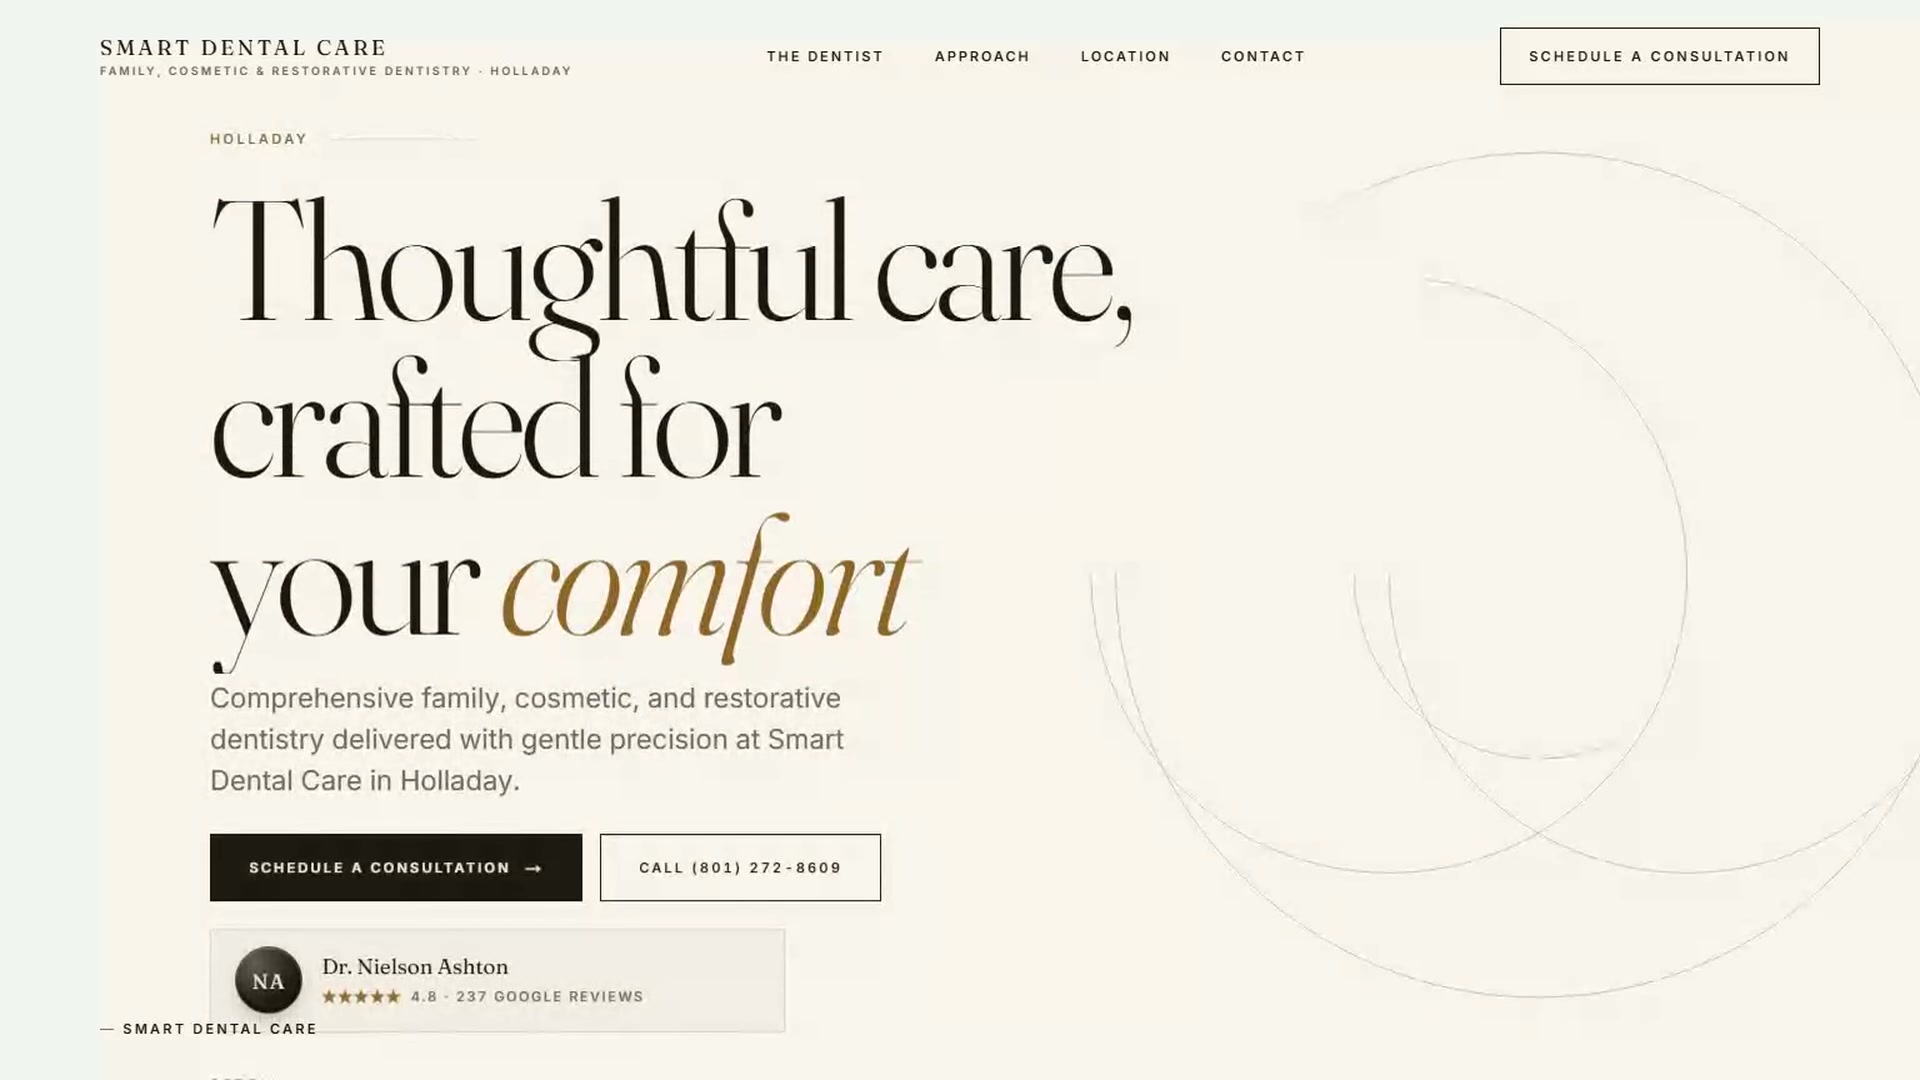 SMART DENTAL CARE
FAMILY, COSMETIC & RESTORATIVE DENTISTRY · HOLLADAY
THE DENTIST
APPROACH
LOCATION
CONTACT
SCHEDULE A CONSULTATION
HOLLADAY
Thoughtful care,
crafted for
your comfort
Comprehensive family, cosmetic, and restorative
dentistry delivered with gentle precision at Smart
Dental Care in Holladay.
SCHEDULE A CONSULTATION →
CALL (801) 272-8609
NA
Dr. Nielson Ashton
★★★★★ 4.8 · 237 GOOGLE REVIEWS
— SMART DENTAL CARE